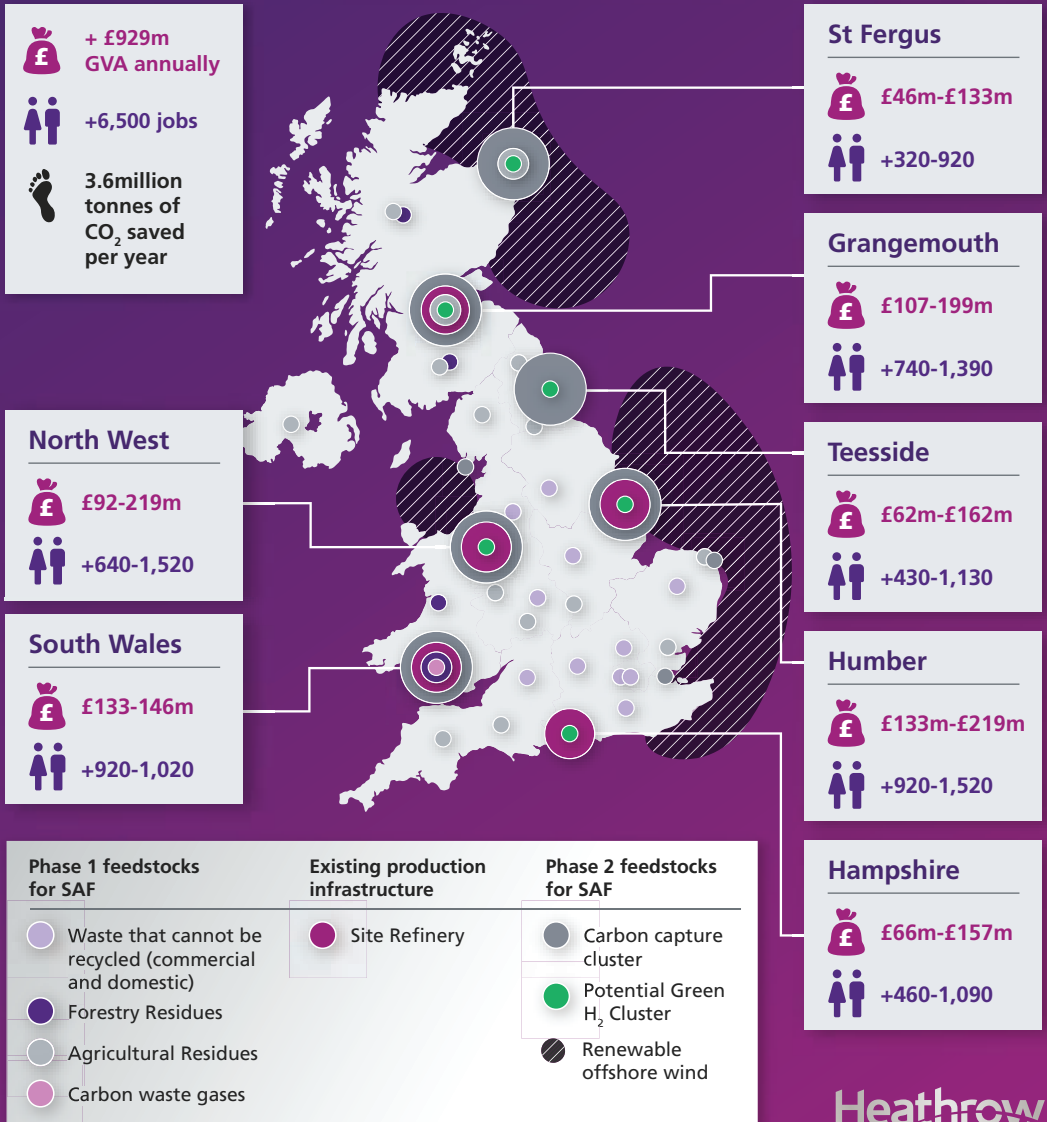 + £929m
GVA annually
+6,500 jobs
3.6million
tonnes of
CO₂ saved
per year
St Fergus
£
£46m-£133m
+320-920
Grangemouth
£
£107-199m
+740-1,390
North West
£
£92-219m
+640-1,520
Teesside
£
£62m-£162m
+430-1,130
South Wales
£
£133-146m
+920-1,020
Humber
£
£133m-£219m
+920-1,520
Hampshire
£
£66m-£157m
+460-1,090
Phase 1 feedstocks
for SAF
Waste that cannot be
recycled (commercial
and domestic)
Forestry Residues
Agricultural Residues
Carbon waste gases
Existing production
infrastructure
Site Refinery
Phase 2 feedstocks
for SAF
Carbon capture
cluster
Potential Green
H₂ Cluster
Renewable
offshore wind
Heathrow